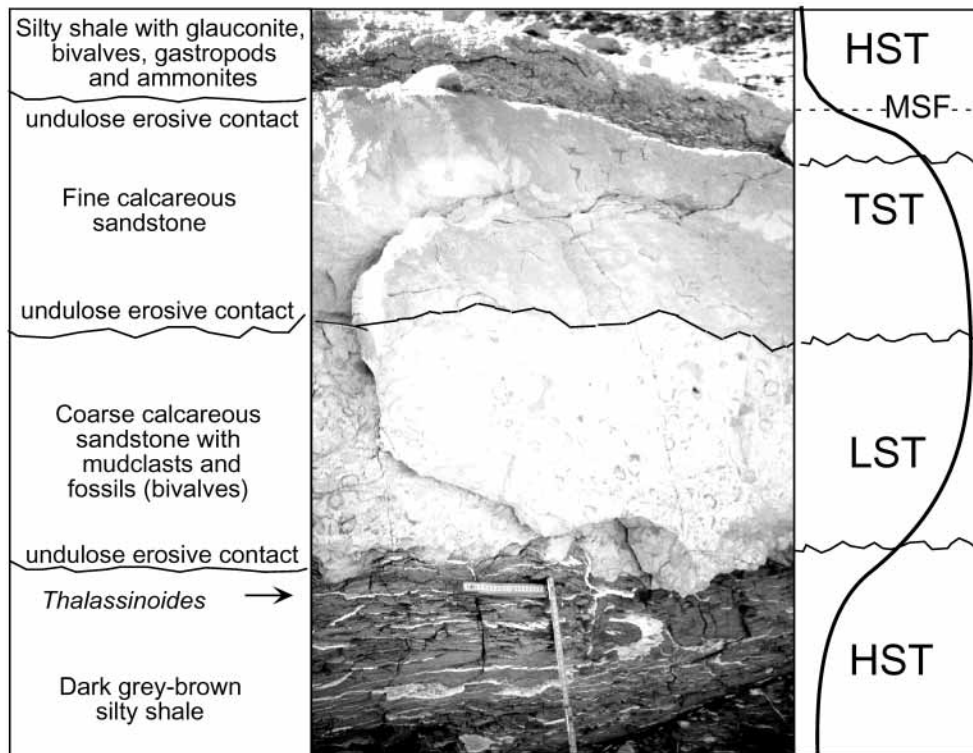 Silty shale with glauconite,
bivalves, gastropods
and ammonites
undulose erosive contact
Fine calcareous
sandstone
undulose erosive contact
Coarse calcareous
sandstone with
mudclasts and
fossils (bivalves)
undulose erosive contact
Thalassinoides
Dark grey-brown
silty shale
HST
MSF
TST
LST
HST